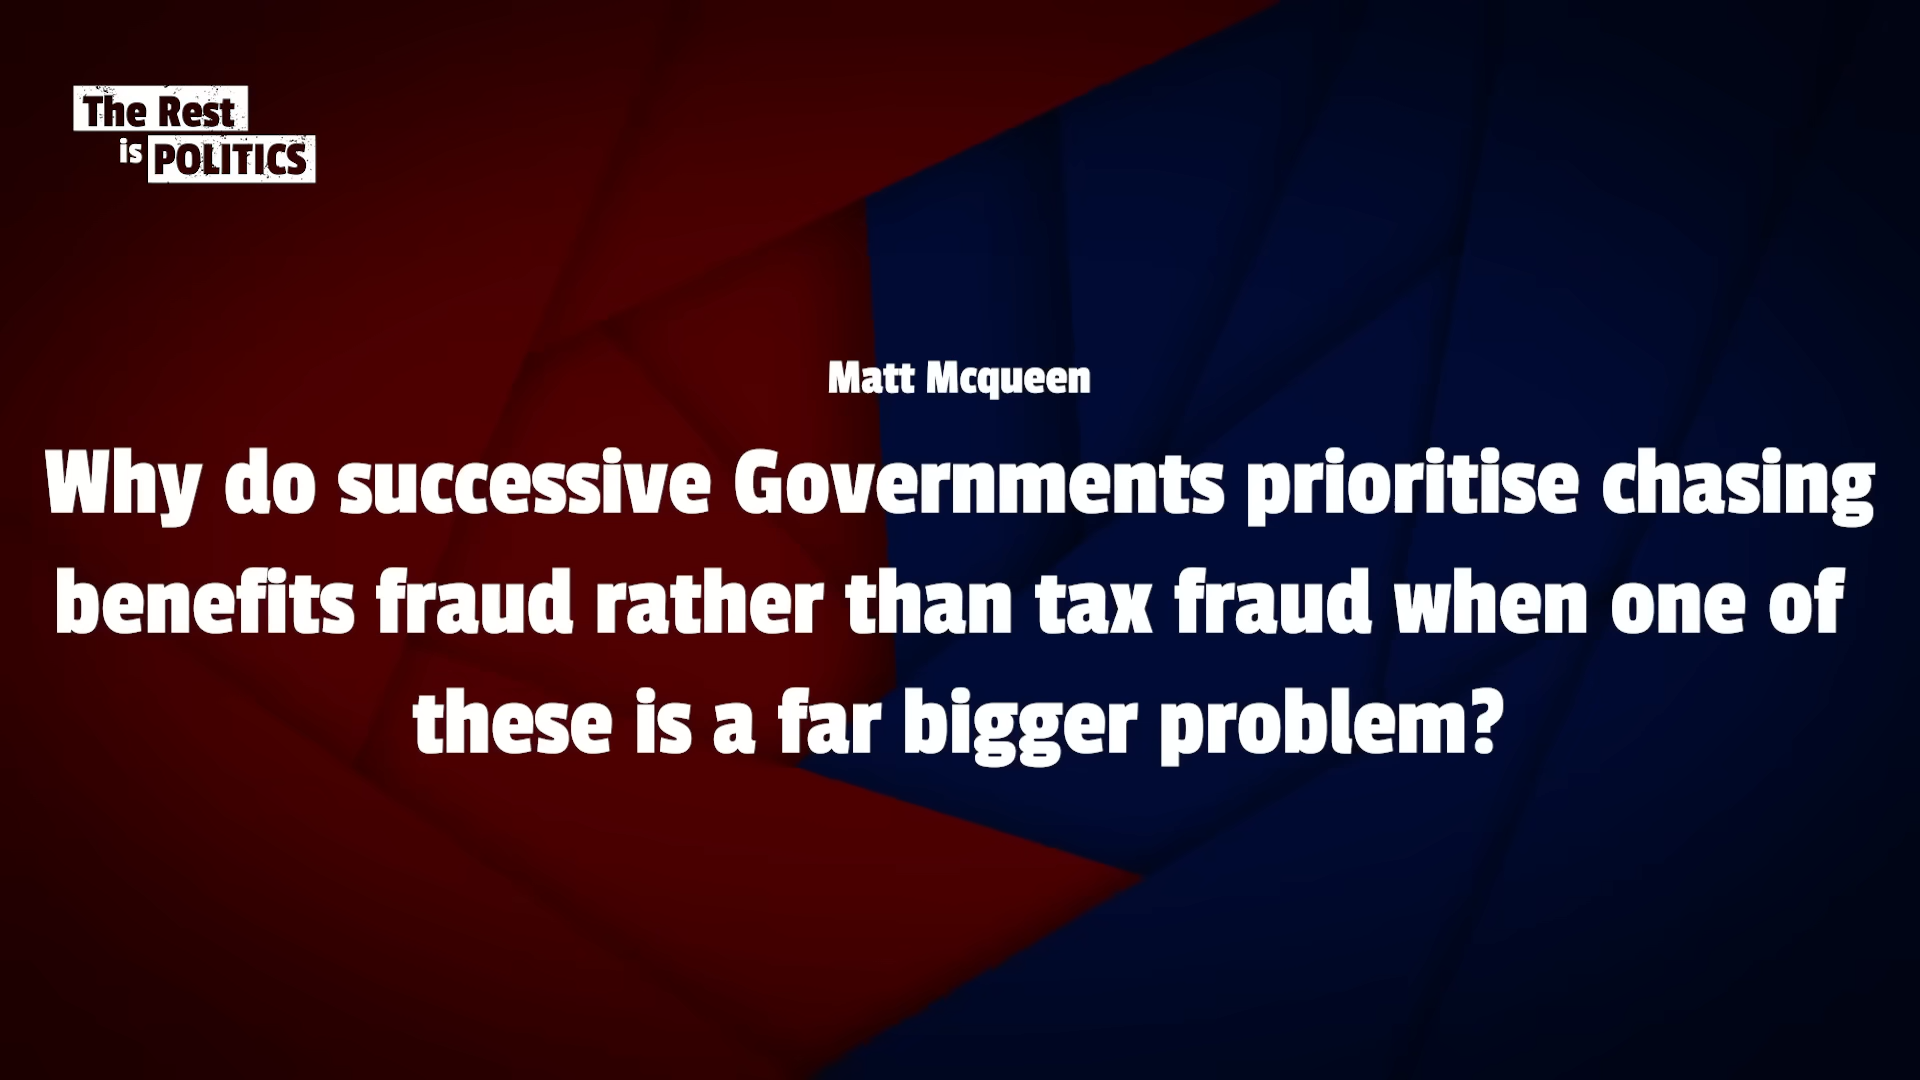 The Rest
is POLITICS
Matt Mcqueen
Why do successive Governments prioritise chasing
benefits fraud rather than tax fraud when one of
these is a far bigger problem?